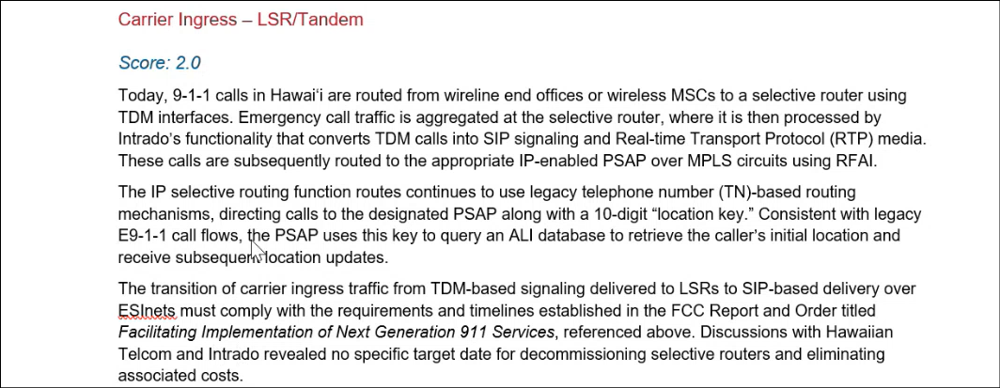 Carrier Ingress – LSR/Tandem
Score: 2.0
Today, 9-1-1 calls in Hawai‘i are routed from wireline end offices or wireless MSCs to a selective router using
TDM interfaces. Emergency call traffic is aggregated at the selective router, where it is then processed by
Intrado’s functionality that converts TDM calls into SIP signaling and Real-time Transport Protocol (RTP) media.
These calls are subsequently routed to the appropriate IP-enabled PSAP over MPLS circuits using RFAI.
The IP selective routing function routes continues to use legacy telephone number (TN)-based routing
mechanisms, directing calls to the designated PSAP along with a 10-digit “location key.” Consistent with legacy
E9-1-1 call flows, the PSAP uses this key to query an ALI database to retrieve the caller’s initial location and
receive subsequent location updates.
The transition of carrier ingress traffic from TDM-based signaling delivered to LSRs to SIP-based delivery over
ESInets must comply with the requirements and timelines established in the FCC Report and Order titled
Facilitating Implementation of Next Generation 911 Services, referenced above. Discussions with Hawaiian
Telcom and Intrado revealed no specific target date for decommissioning selective routers and eliminating
associated costs.